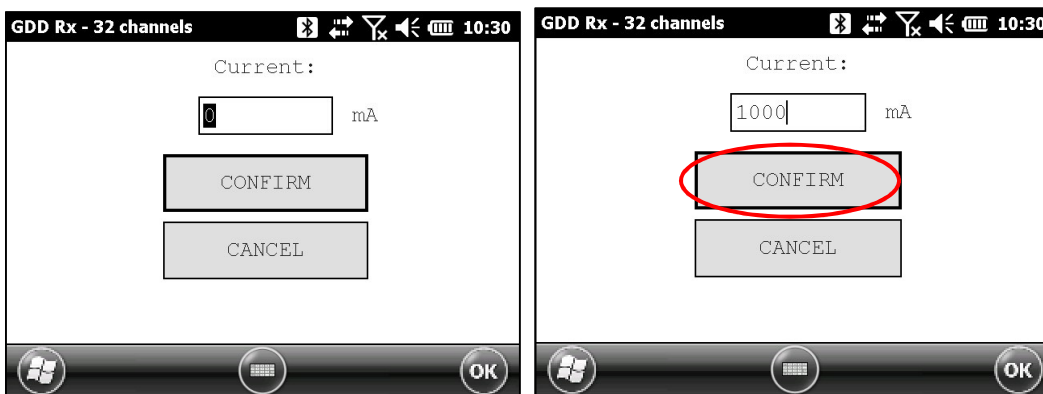 GDD Rx - 32 channels 10:30
Current:
0 mA
CONFIRM
CANCEL
OK
GDD Rx - 32 channels 10:30
Current:
1000 mA
CONFIRM
CANCEL
OK